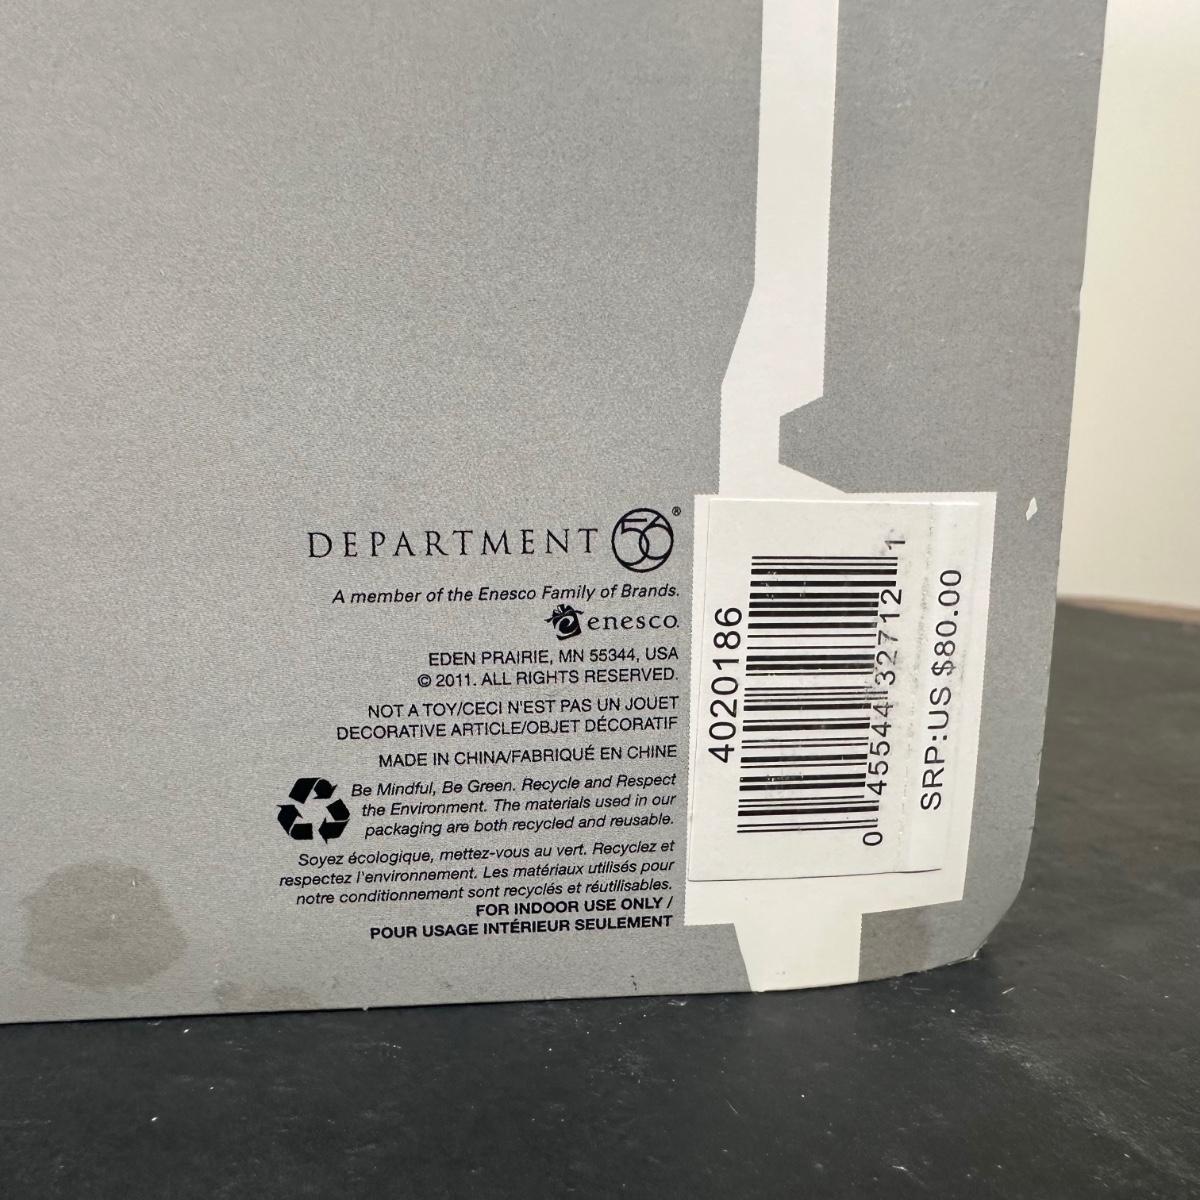 DEPARTMENT 56®
A member of the Enesco Family of Brands.
enesco.
EDEN PRAIRIE, MN 55344, USA
© 2011. ALL RIGHTS RESERVED.
NOT A TOY/CECI N'EST PAS UN JOUET
DECORATIVE ARTICLE/OBJET DÉCORATIF
MADE IN CHINA/FABRIQUÉ EN CHINE
Be Mindful, Be Green. Recycle and Respect
the Environment. The materials used in our
packaging are both recycled and reusable.
Soyez écologique, mettez-vous au vert. Recyclez et
respectez l'environnement. Les matériaux utilisés pour
notre conditionnement sont recyclés et réutilisables.
FOR INDOOR USE ONLY /
POUR USAGE INTÉRIEUR SEULEMENT
4020186
0 45544 32712 1
SRP:US $80.00